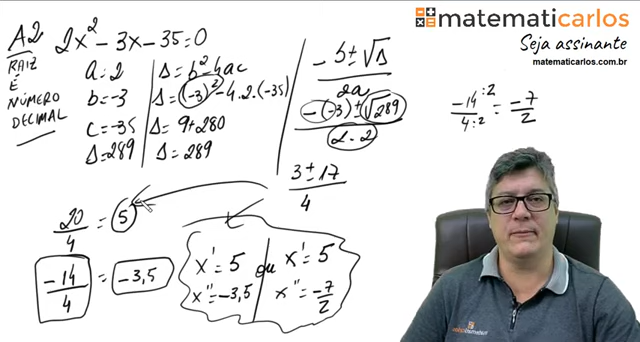 matematicarlos
Seja assinante
www.matematicarlos.com.br
A2 2x² - 3x - 35 = 0
RAIZ
É
NÚMERO
DECIMAL
a = 2
b = -3
c = -35
Δ = 289
Δ = b² - 4ac
Δ = (-3)² - 4.2.(-35)
Δ = 9 + 280
Δ = 289
- b ± √Δ
2a
-(-3) ± √289
2.2
3 ± 17
4
-14 :2 = -7
4 :2 2
20 = 5
4
-14 = -3,5
4
x' = 5 ou x' = 5
x'' = -3,5 x'' = -7
2